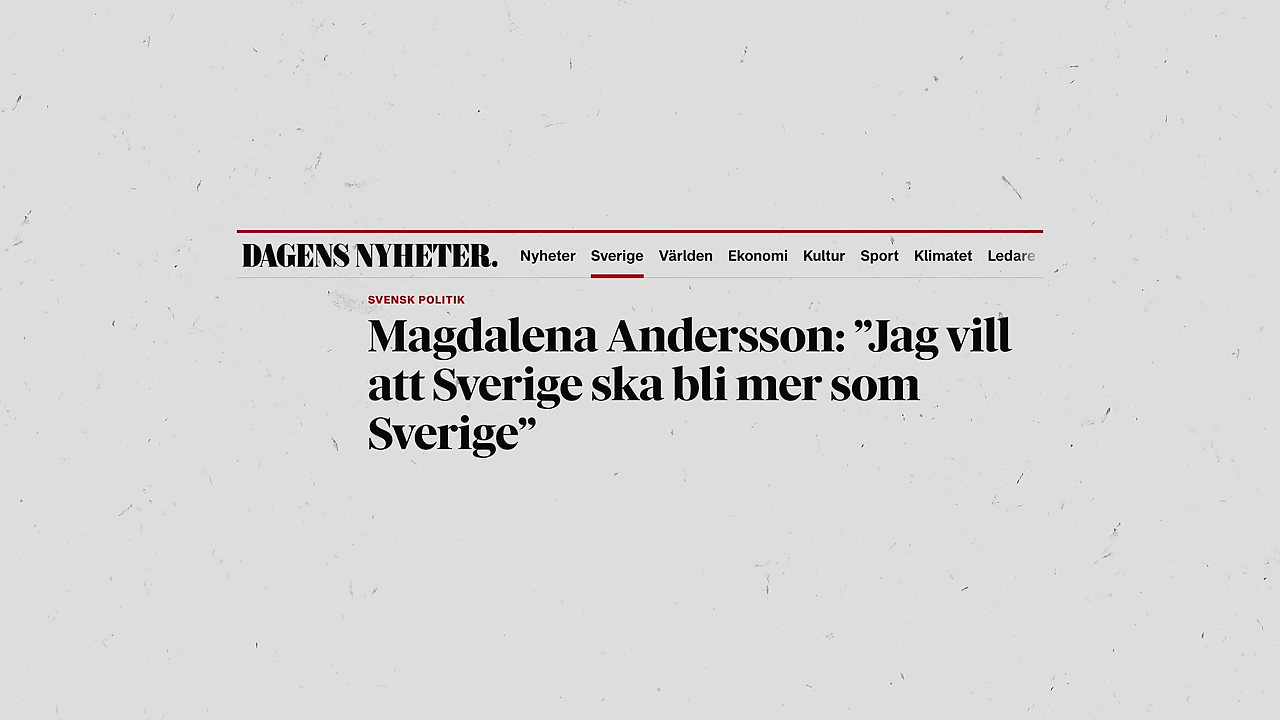 DAGENS NYHETER. Nyheter Sverige Världen Ekonomi Kultur Sport Klimatet Ledare
SVENSK POLITIK
Magdalena Andersson: ”Jag vill
att Sverige ska bli mer som
Sverige”